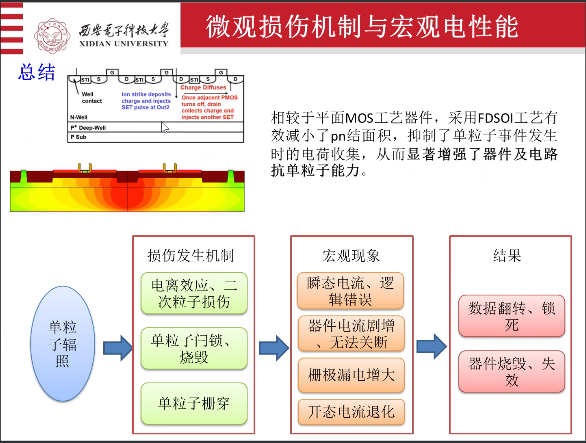 西安电子科技大学
XIDIAN UNIVERSITY
微观损伤机制与宏观电性能
总结
G G G
D STI S D S D S STI D
Well
contact
Ion strike deposits
charge and injects
SET pulse at Out2
Charge Diffuses
Once adjacent PMOS
turns off, drain
collects charge and
injects another SET
N-Well
P+ Deep-Well
P Sub
相较于平面MOS工艺器件，采用FDSOI工艺有
效减小了pn结面积，抑制了单粒子事件发生
时的电荷收集，从而显著增强了器件及电路
抗单粒子能力。
单粒
子辐
照
损伤发生机制
电离效应、二
次粒子损伤
单粒子闩锁、
烧毁
单粒子栅穿
宏观现象
瞬态电流、逻
辑错误
器件电流剧增
、无法关断
栅极漏电增大
开态电流退化
结果
数据翻转、锁
死
器件烧毁、失
效